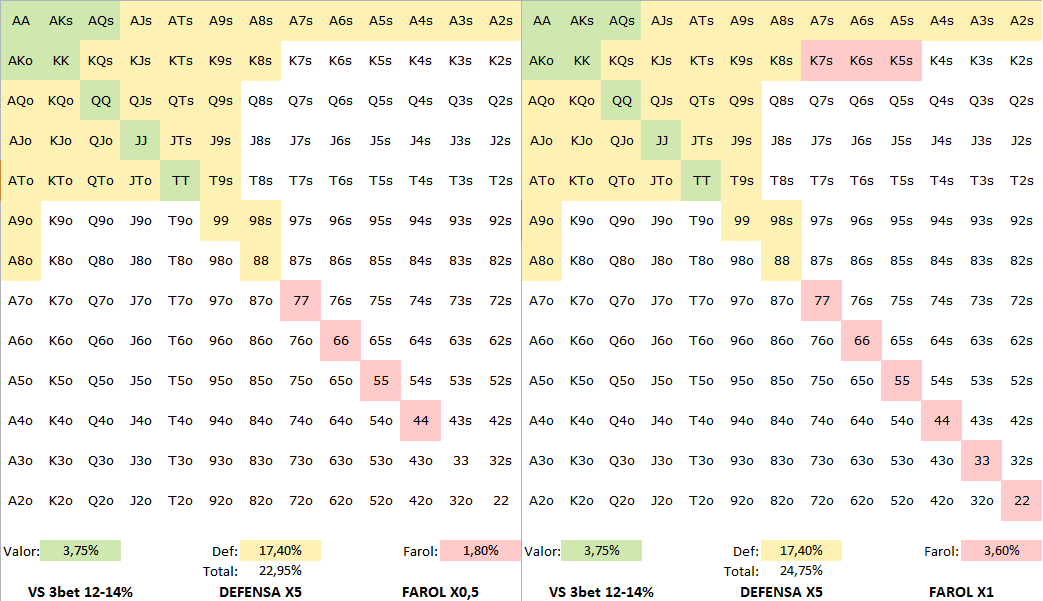 AA AKs AQs AJs ATs A9s A8s A7s A6s A5s A4s A3s A2s AA AKs AQs AJs ATs A9s A8s A7s A6s A5s A4s A3s A2s
AKo KK KQs KJs KTs K9s K8s K7s K6s K5s K4s K3s K2s AKo KK KQs KJs KTs K9s K8s K7s K6s K5s K4s K3s K2s
AQo KQo QQ QJs QTs Q9s Q8s Q7s Q6s Q5s Q4s Q3s Q2s AQo KQo QQ QJs QTs Q9s Q8s Q7s Q6s Q5s Q4s Q3s Q2s
AJo KJo QJo JJ JTs J9s J8s J7s J6s J5s J4s J3s J2s AJo KJo QJo JJ JTs J9s J8s J7s J6s J5s J4s J3s J2s
ATo KTo QTo JTo TT T9s T8s T7s T6s T5s T4s T3s T2s ATo KTo QTo JTo TT T9s T8s T7s T6s T5s T4s T3s T2s
A9o K9o Q9o J9o T9o 99 98s 97s 96s 95s 94s 93s 92s A9o K9o Q9o J9o T9o 99 98s 97s 96s 95s 94s 93s 92s
A8o K8o Q8o J8o T8o 98o 88 87s 86s 85s 84s 83s 82s A8o K8o Q8o J8o T8o 98o 88 87s 86s 85s 84s 83s 82s
A7o K7o Q7o J7o T7o 97o 87o 77 76s 75s 74s 73s 72s A7o K7o Q7o J7o T7o 97o 87o 77 76s 75s 74s 73s 72s
A6o K6o Q6o J6o T6o 96o 86o 76o 66 65s 64s 63s 62s A6o K6o Q6o J6o T6o 96o 86o 76o 66 65s 64s 63s 62s
A5o K5o Q5o J5o T5o 95o 85o 75o 65o 55 54s 53s 52s A5o K5o Q5o J5o T5o 95o 85o 75o 65o 55 54s 53s 52s
A4o K4o Q4o J4o T4o 94o 84o 74o 64o 54o 44 43s 42s A4o K4o Q4o J4o T4o 94o 84o 74o 64o 54o 44 43s 42s
A3o K3o Q3o J3o T3o 93o 83o 73o 63o 53o 43o 33 32s A3o K3o Q3o J3o T3o 93o 83o 73o 63o 53o 43o 33 32s
A2o K2o Q2o J2o T2o 92o 82o 72o 62o 52o 42o 32o 22 A2o K2o Q2o J2o T2o 92o 82o 72o 62o 52o 42o 32o 22
Valor: 3,75% Def: 17,40% Farol: 1,80% Valor: 3,75% Def: 17,40% Farol: 3,60%
Total: 22,95% Total: 24,75%
VS 3bet 12-14% DEFENSA X5 FAROL X0,5 VS 3bet 12-14% DEFENSA X5 FAROL X1